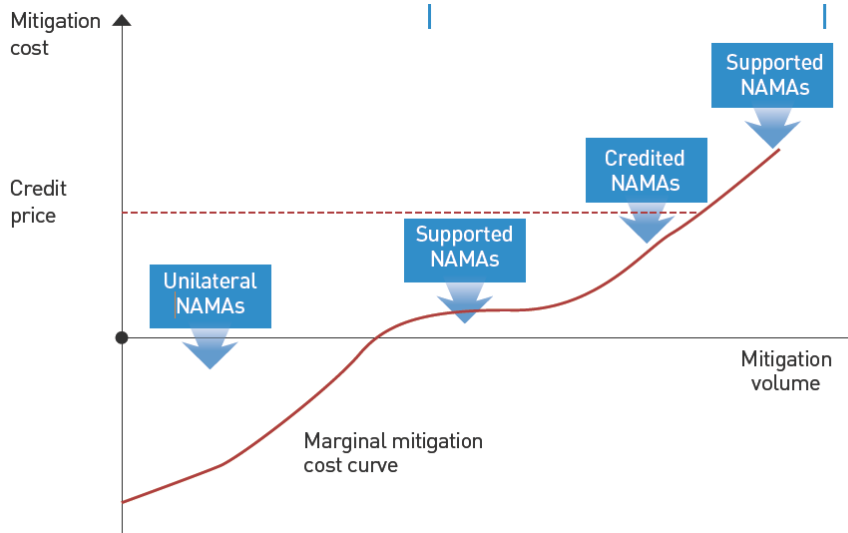 Mitigation
cost
Supported
NAMAs
Credited
NAMAs
Credit
price
Supported
NAMAs
Unilateral
NAMAs
Mitigation
volume
Marginal mitigation
cost curve